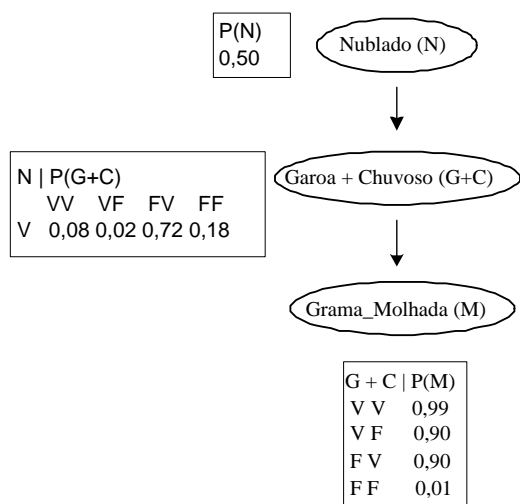 P(N)
0,50
Nublado (N)
N | P(G+C)
VV VF FV FF
V 0,08 0,02 0,72 0,18
Garoa + Chuvoso (G+C)
Grama_Molhada (M)
G + C | P(M)
V V 0,99
V F 0,90
F V 0,90
F F 0,01